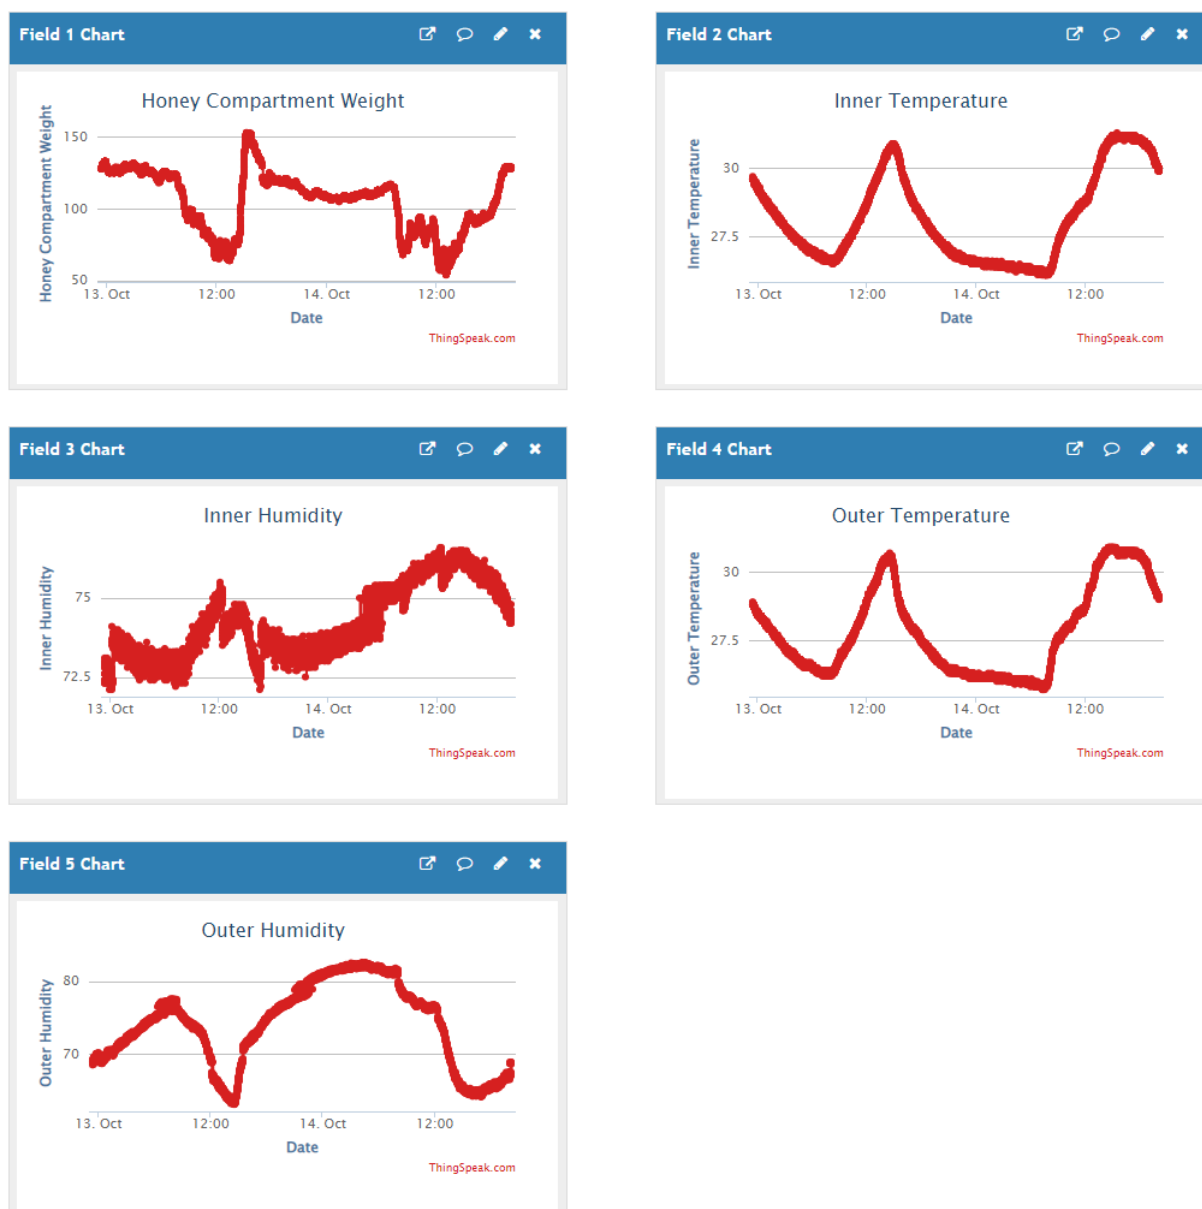 Field 1 Chart
Honey Compartment Weight
Honey Compartment Weight
150
100
50
13. Oct 12:00 14. Oct 12:00
Date
ThingSpeak.com
Field 2 Chart
Inner Temperature
Inner Temperature
30
27.5
13. Oct 12:00 14. Oct 12:00
Date
ThingSpeak.com
Field 3 Chart
Inner Humidity
Inner Humidity
75
72.5
13. Oct 12:00 14. Oct 12:00
Date
ThingSpeak.com
Field 4 Chart
Outer Temperature
Outer Temperature
30
27.5
13. Oct 12:00 14. Oct 12:00
Date
ThingSpeak.com
Field 5 Chart
Outer Humidity
Outer Humidity
80
70
13. Oct 12:00 14. Oct 12:00
Date
ThingSpeak.com